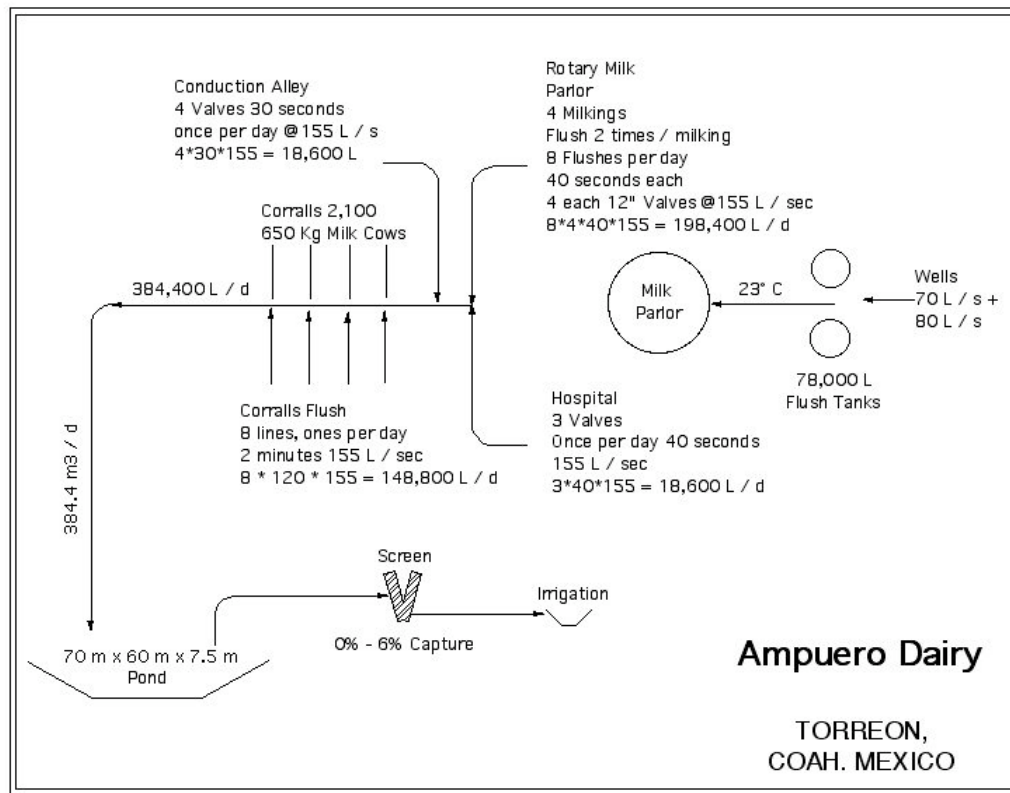 Conduction Alley
4 Valves 30 seconds
once per day @155 L / s
4*30*155 = 18,600 L
Rotary Milk
Parlor
4 Milkings
Flush 2 times / milking
8 Flushes per day
40 seconds each
4 each 12" Valves @155 L / sec
8*4*40*155 = 198,400 L / d
Corralls 2,100
650 Kg Milk Cows
384,400 L / d
Milk
Parlor
23° C
Wells
70 L / s +
80 L / s
78,000 L
Flush Tanks
Corralls Flush
8 lines, ones per day
2 minutes 155 L / sec
8 * 120 * 155 = 148,800 L / d
Hospital
3 Valves
Once per day 40 seconds
155 L / sec
3*40*155 = 18,600 L / d
384.4 m3 / d
Screen
0% - 6% Capture
Irrigation
70 m x 60 m x 7.5 m
Pond
Ampuero Dairy
TORREON,
COAH. MEXICO